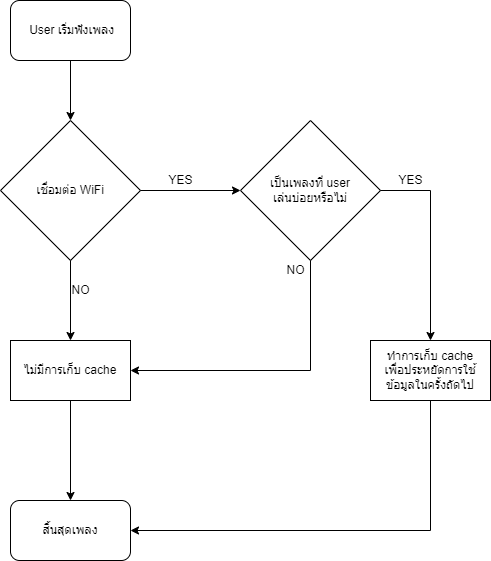 User เริ่มฟังเพลง
เชื่อมต่อ WiFi
YES
เป็นเพลงที่ user
เล่นบ่อยหรือไม่
YES
NO
NO
ไม่มีการเก็บ cache
ทำการเก็บ cache
เพื่อประหยัดการใช้
ข้อมูลในครั้งถัดไป
สิ้นสุดเพลง